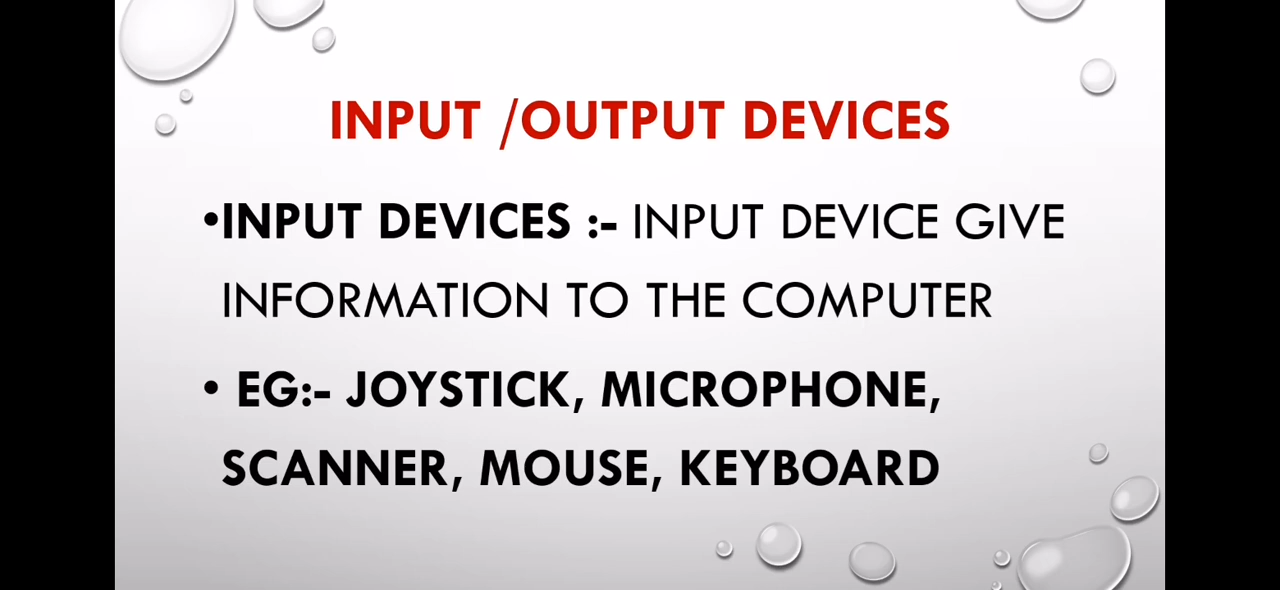 INPUT /OUTPUT DEVICES
•INPUT DEVICES :- INPUT DEVICE GIVE
INFORMATION TO THE COMPUTER
• EG:- JOYSTICK, MICROPHONE,
SCANNER, MOUSE, KEYBOARD